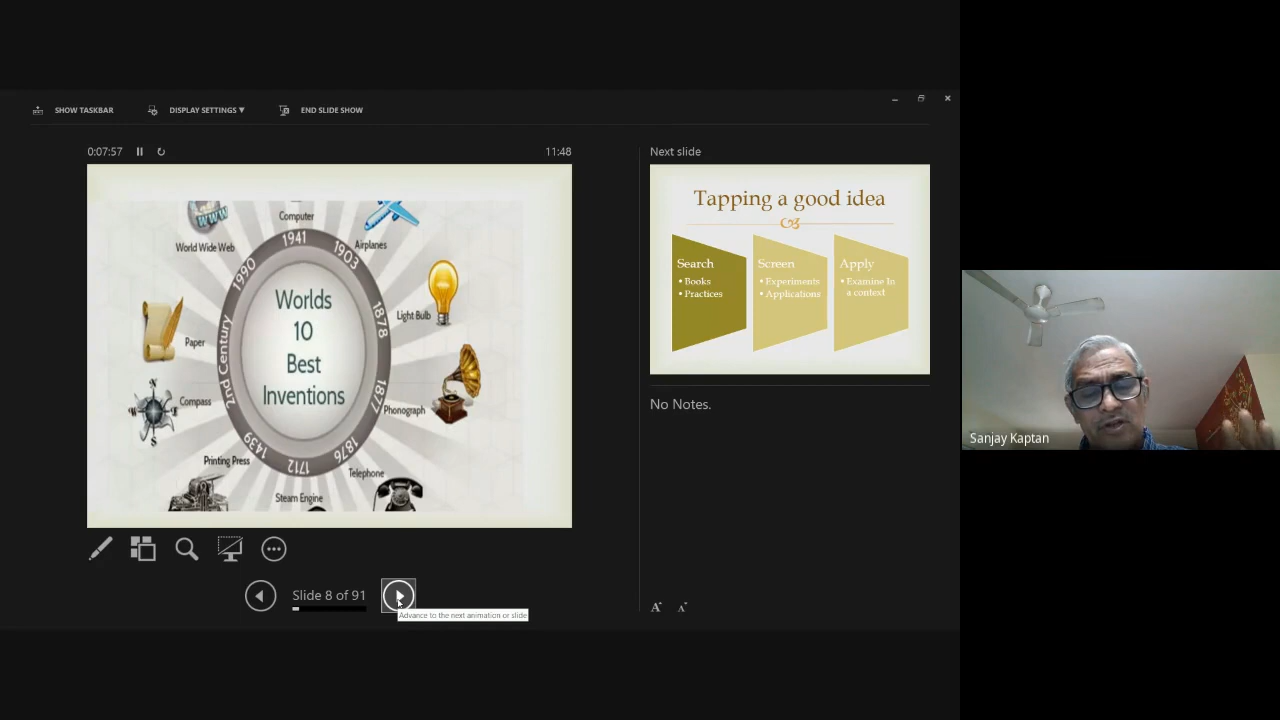 SHOW TASKBAR
DISPLAY SETTINGS ▼
END SLIDE SHOW
0:07:57
11:48
WWW
Computer
World Wide Web
Airplanes
1941
1903
1990
Light Bulb
1878
Worlds
10
Best
Inventions
Paper
2nd Century
Compass
N
S
1877
Phonograph
1439
1712
1876
Printing Press
Telephone
Steam Engine
Slide 8 of 91
Advance to the next animation or slide
Next slide
Tapping a good idea
Search
• Books
• Practices
Screen
• Experiments
• Applications
Apply
• Examine In
a context
No Notes.
A
A
Sanjay Kaptan